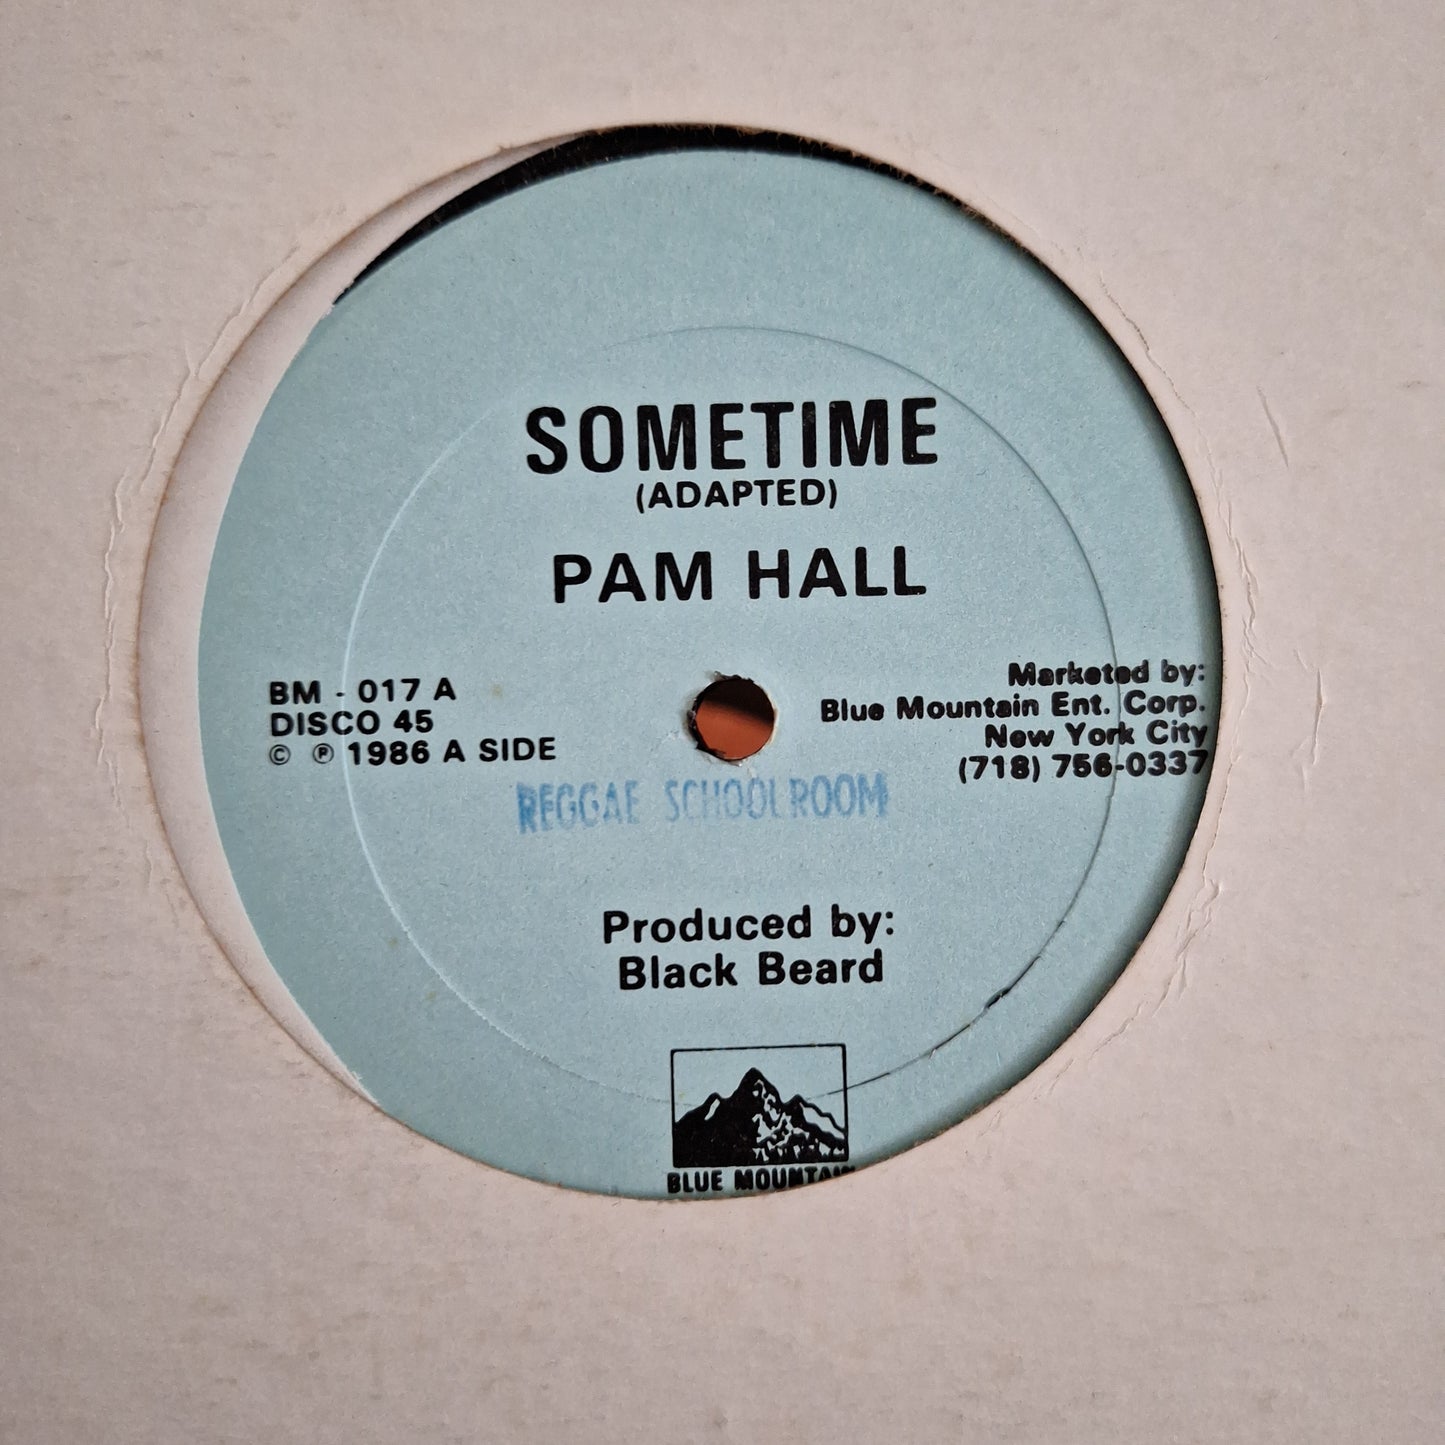 SOMETIME
(ADAPTED)
PAM HALL
BM - 017 A
DISCO 45
© ℗ 1986 A SIDE
Marketed by:
Blue Mountain Ent. Corp.
New York City
(718) 756-0337
REGGAE SCHOOLROOM
Produced by:
Black Beard
BLUE MOUNTAIN